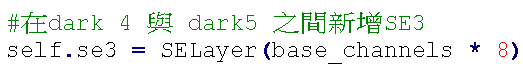 #在dark 4 與 dark5 之間新增SE3
self.se3 = SELayer(base_channels * 8)